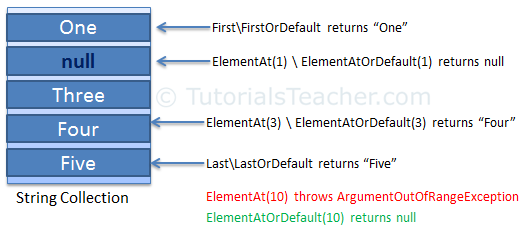 One
First\FirstOrDefault returns “One”
null
ElementAt(1) \ ElementAtOrDefault(1) returns null
Three
© TutorialsTeacher.com
Four
ElementAt(3) \ ElementAtOrDefault(3) returns “Four”
Five
Last\LastOrDefault returns “Five”
String Collection
ElementAt(10) throws ArgumentOutOfRangeException
ElementAtOrDefault(10) returns null